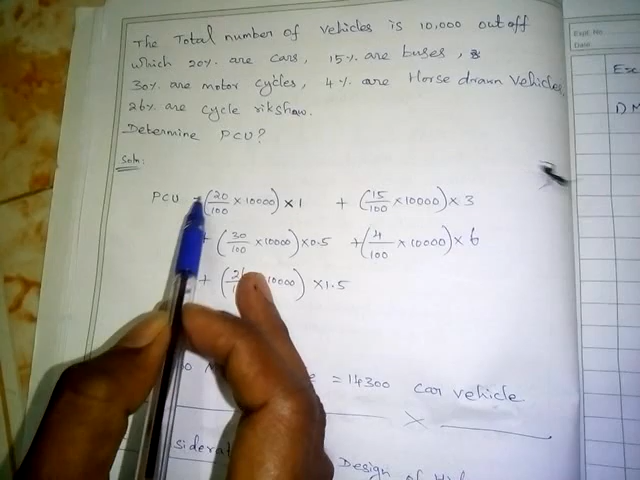 The Total number of vehicles is 10,000 out off
which 20% are cars, 15% are buses,
30% are motor cycles, 4% are Horse drawn Vehicles,
26% are cycle rikshaw.
Determine PCU?
Soln:
PCU = (20/100 × 10000) × 1 + (15/100 × 10000) × 3
+ (30/100 × 10000) × 0.5 + (4/100 × 10000) × 6
+ ( 10000) × 1.5
= 14300 car vehicle
Design of
Expt. No
Date